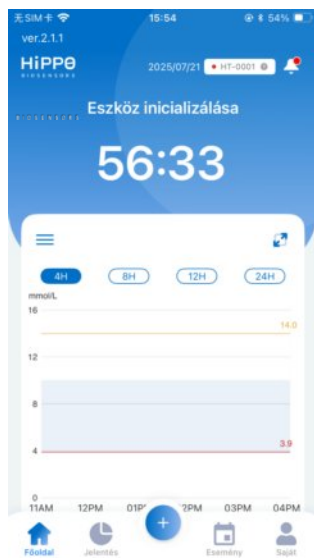 无SIM卡 15:54 54%
ver.2.1.1
HiPPO
BIOSENSORS
2025/07/21 HT-0001
Eszköz inicializálása
56:33
4H 8H 12H 24H
mmol/L
16
14.0
12
8
4
3.9
0
11AM 12PM 2PM 03PM 04PM
+
Főoldal Jelentés Esemény Saját